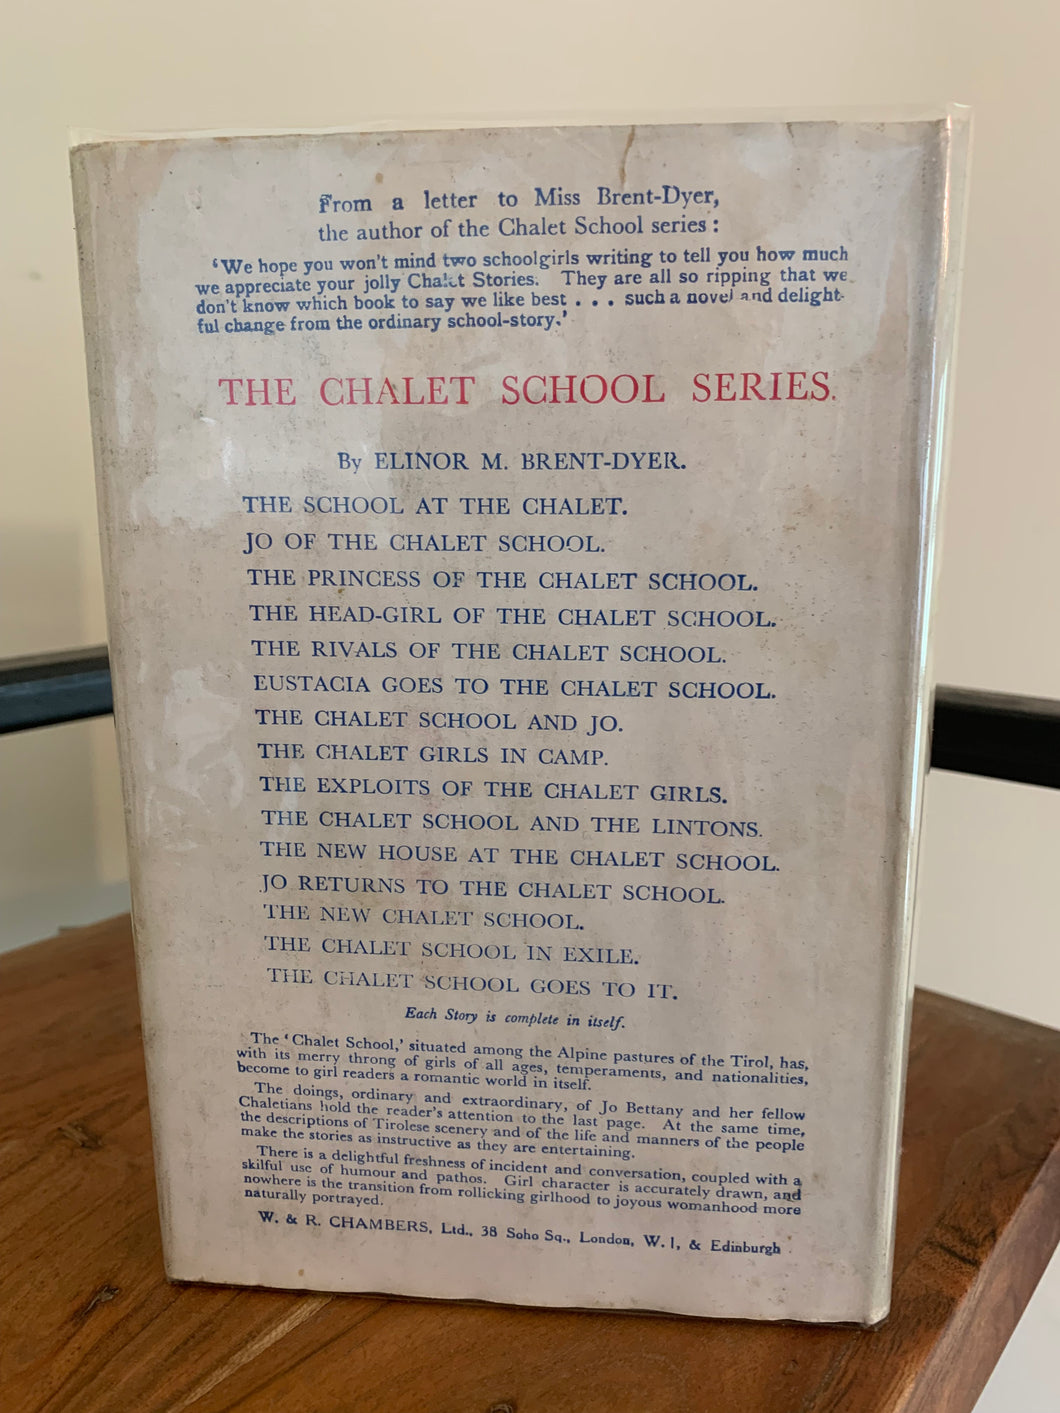 From a letter to Miss Brent-Dyer,
the author of the Chalet School series :
'We hope you won't mind two schoolgirls writing to tell you how much
we appreciate your jolly Chalet Stories. They are all so ripping that we
don't know which book to say we like best . . . such a novel and delight-
ful change from the ordinary school-story.'
THE CHALET SCHOOL SERIES.
By ELINOR M. BRENT-DYER.
THE SCHOOL AT THE CHALET.
JO OF THE CHALET SCHOOL.
THE PRINCESS OF THE CHALET SCHOOL.
THE HEAD-GIRL OF THE CHALET SCHOOL.
THE RIVALS OF THE CHALET SCHOOL.
EUSTACIA GOES TO THE CHALET SCHOOL.
THE CHALET SCHOOL AND JO.
THE CHALET GIRLS IN CAMP.
THE EXPLOITS OF THE CHALET GIRLS.
THE CHALET SCHOOL AND THE LINTONS.
THE NEW HOUSE AT THE CHALET SCHOOL.
JO RETURNS TO THE CHALET SCHOOL.
THE NEW CHALET SCHOOL.
THE CHALET SCHOOL IN EXILE.
THE CHALET SCHOOL GOES TO IT.
Each Story is complete in itself.
The 'Chalet School,' situated among the Alpine pastures of the Tirol, has,
with its merry throng of girls of all ages, temperaments, and nationalities,
become to girl readers a romantic world in itself.
The doings, ordinary and extraordinary, of Jo Bettany and her fellow
Chaletians hold the reader's attention to the last page. At the same time,
the descriptions of Tirolese scenery and of the life and manners of the people
make the stories as instructive as they are entertaining.
There is a delightful freshness of incident and conversation, coupled with a
skilful use of humour and pathos. Girl character is accurately drawn, and
nowhere is the transition from rollicking girlhood to joyous womanhood more
naturally portrayed.
W. & R. CHAMBERS, Ltd., 38 Soho Sq., London, W.1, & Edinburgh